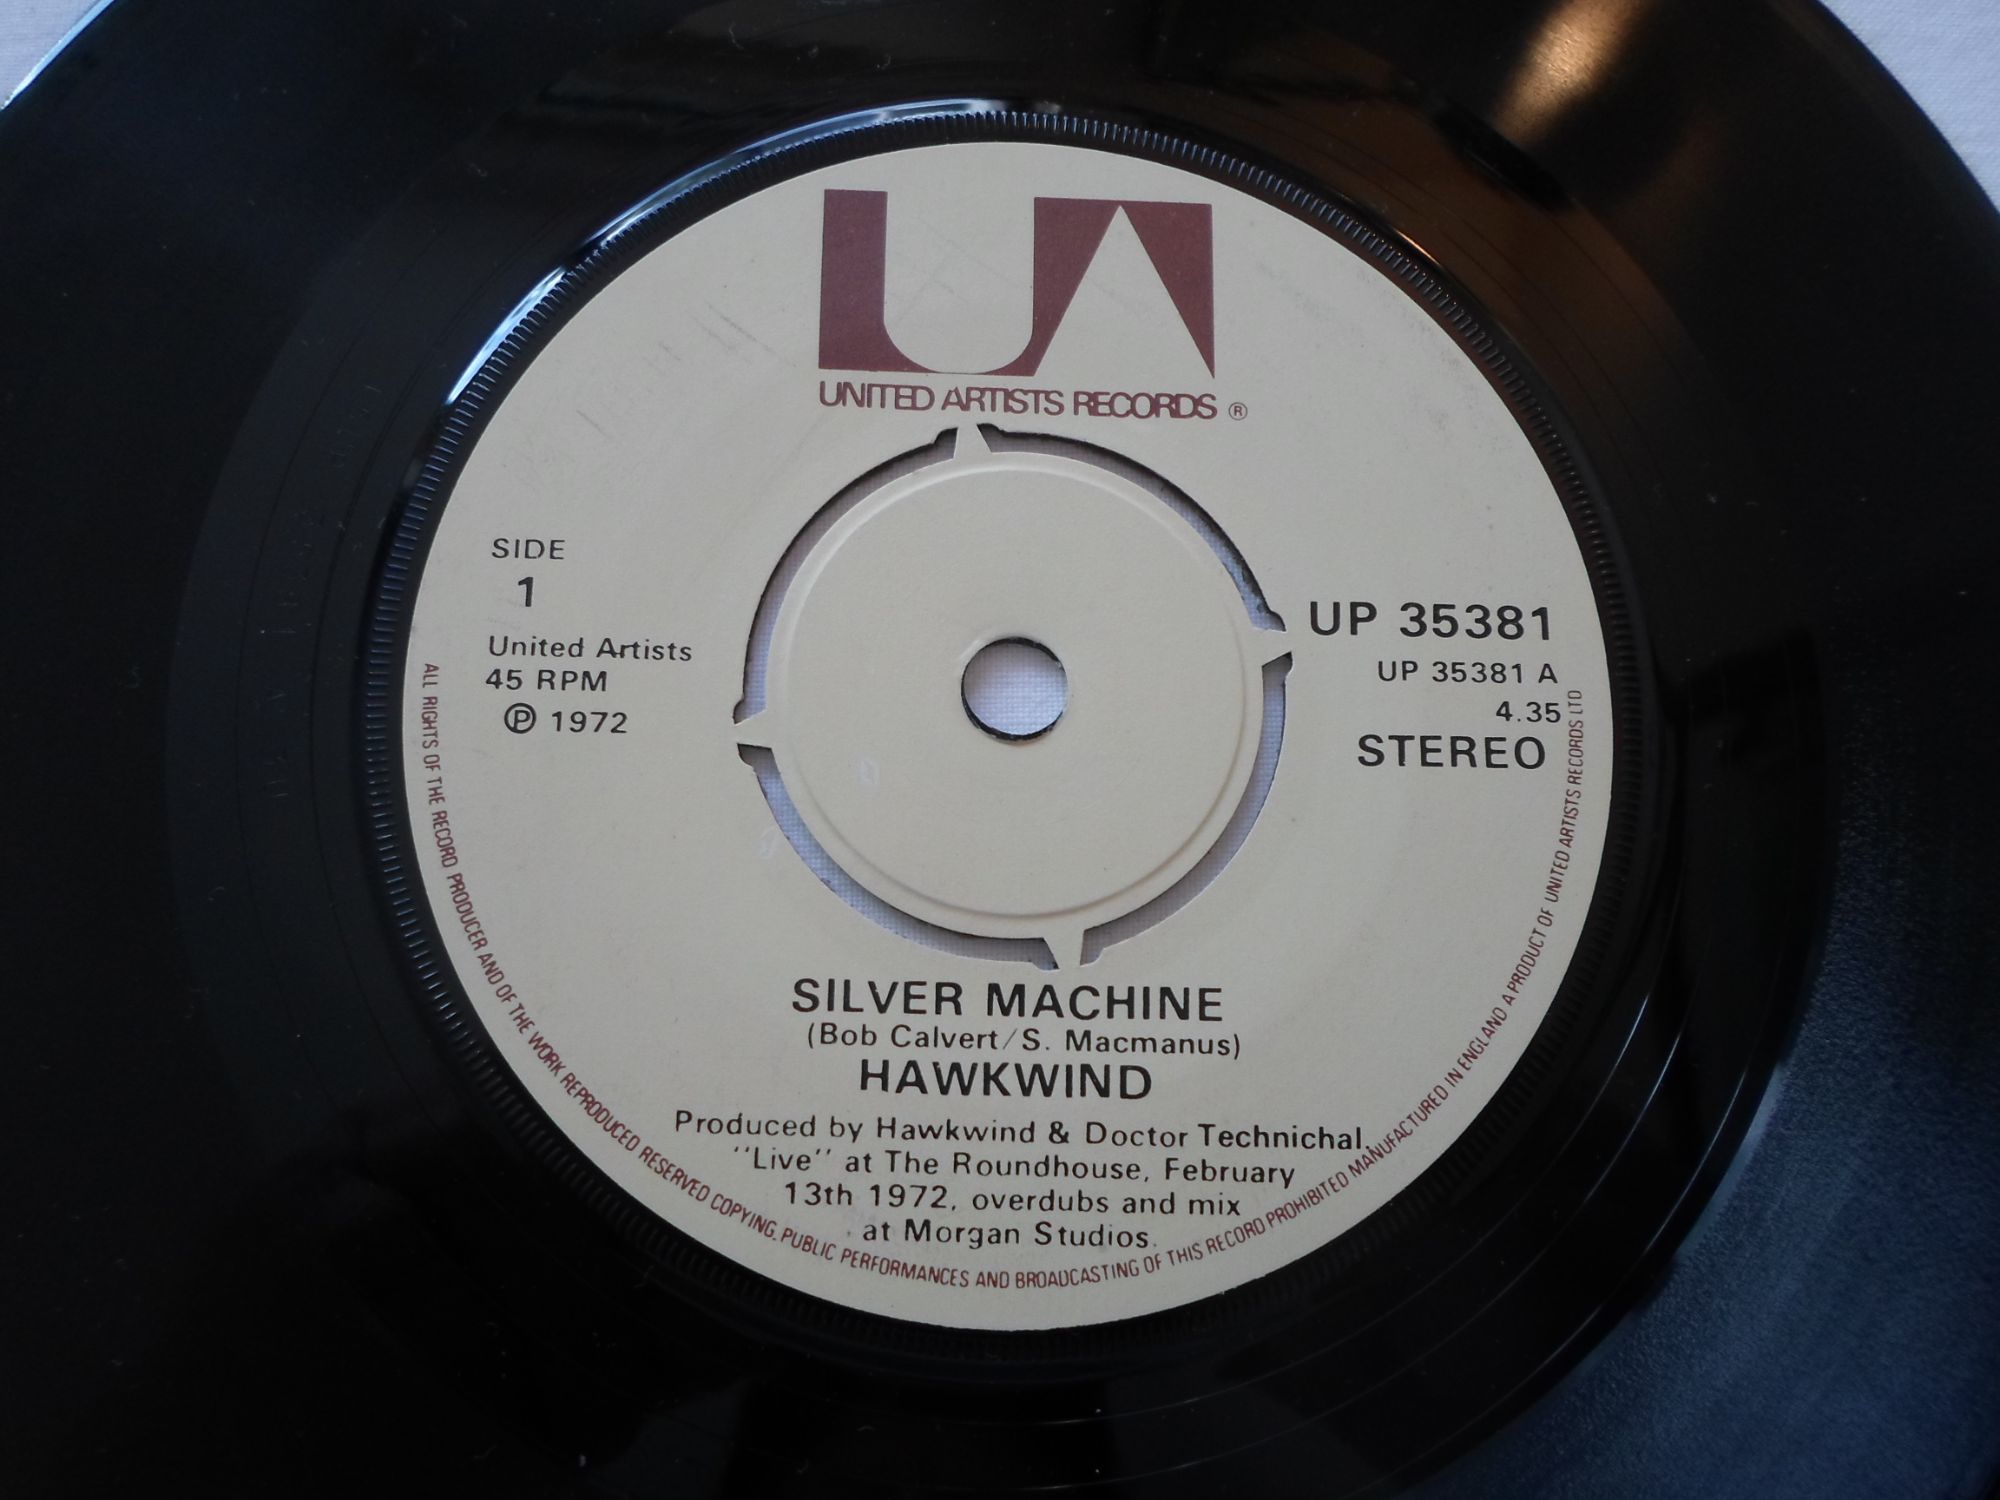 UA
UNITED ARTISTS RECORDS ®
SIDE
1
United Artists
45 RPM
℗ 1972
UP 35381
UP 35381 A
4.35
STEREO
SILVER MACHINE
(Bob Calvert/S. Macmanus)
HAWKWIND
Produced by Hawkwind & Doctor Technichal.
"Live" at The Roundhouse, February
13th 1972, overdubs and mix
at Morgan Studios.
ALL RIGHTS OF THE RECORD PRODUCER AND OF THE WORK REPRODUCED RESERVED COPYING, PUBLIC PERFORMANCES AND BROADCASTING OF THIS RECORD PROHIBITED MANUFACTURED IN ENGLAND A PRODUCT OF UNITED ARTISTS RECORDS LTD